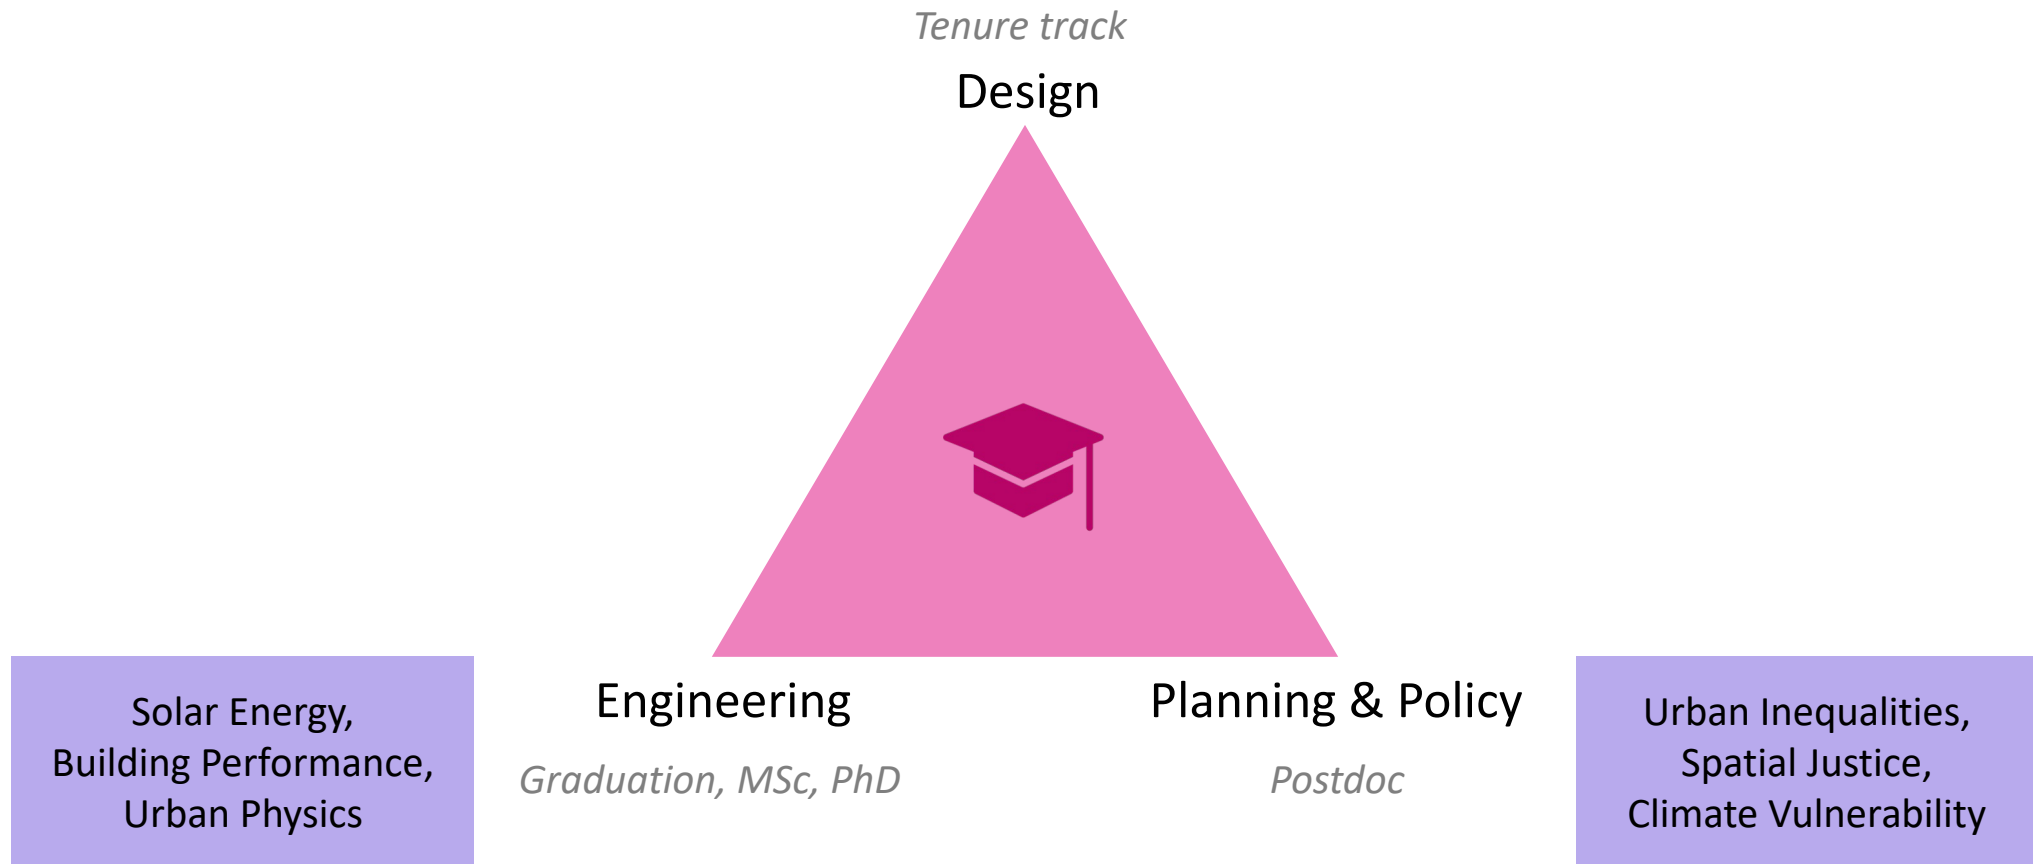 Tenure track
Design
Engineering
Graduation, MSc, PhD
Planning & Policy
Postdoc
Solar Energy,
Building Performance,
Urban Physics
Urban Inequalities,
Spatial Justice,
Climate Vulnerability